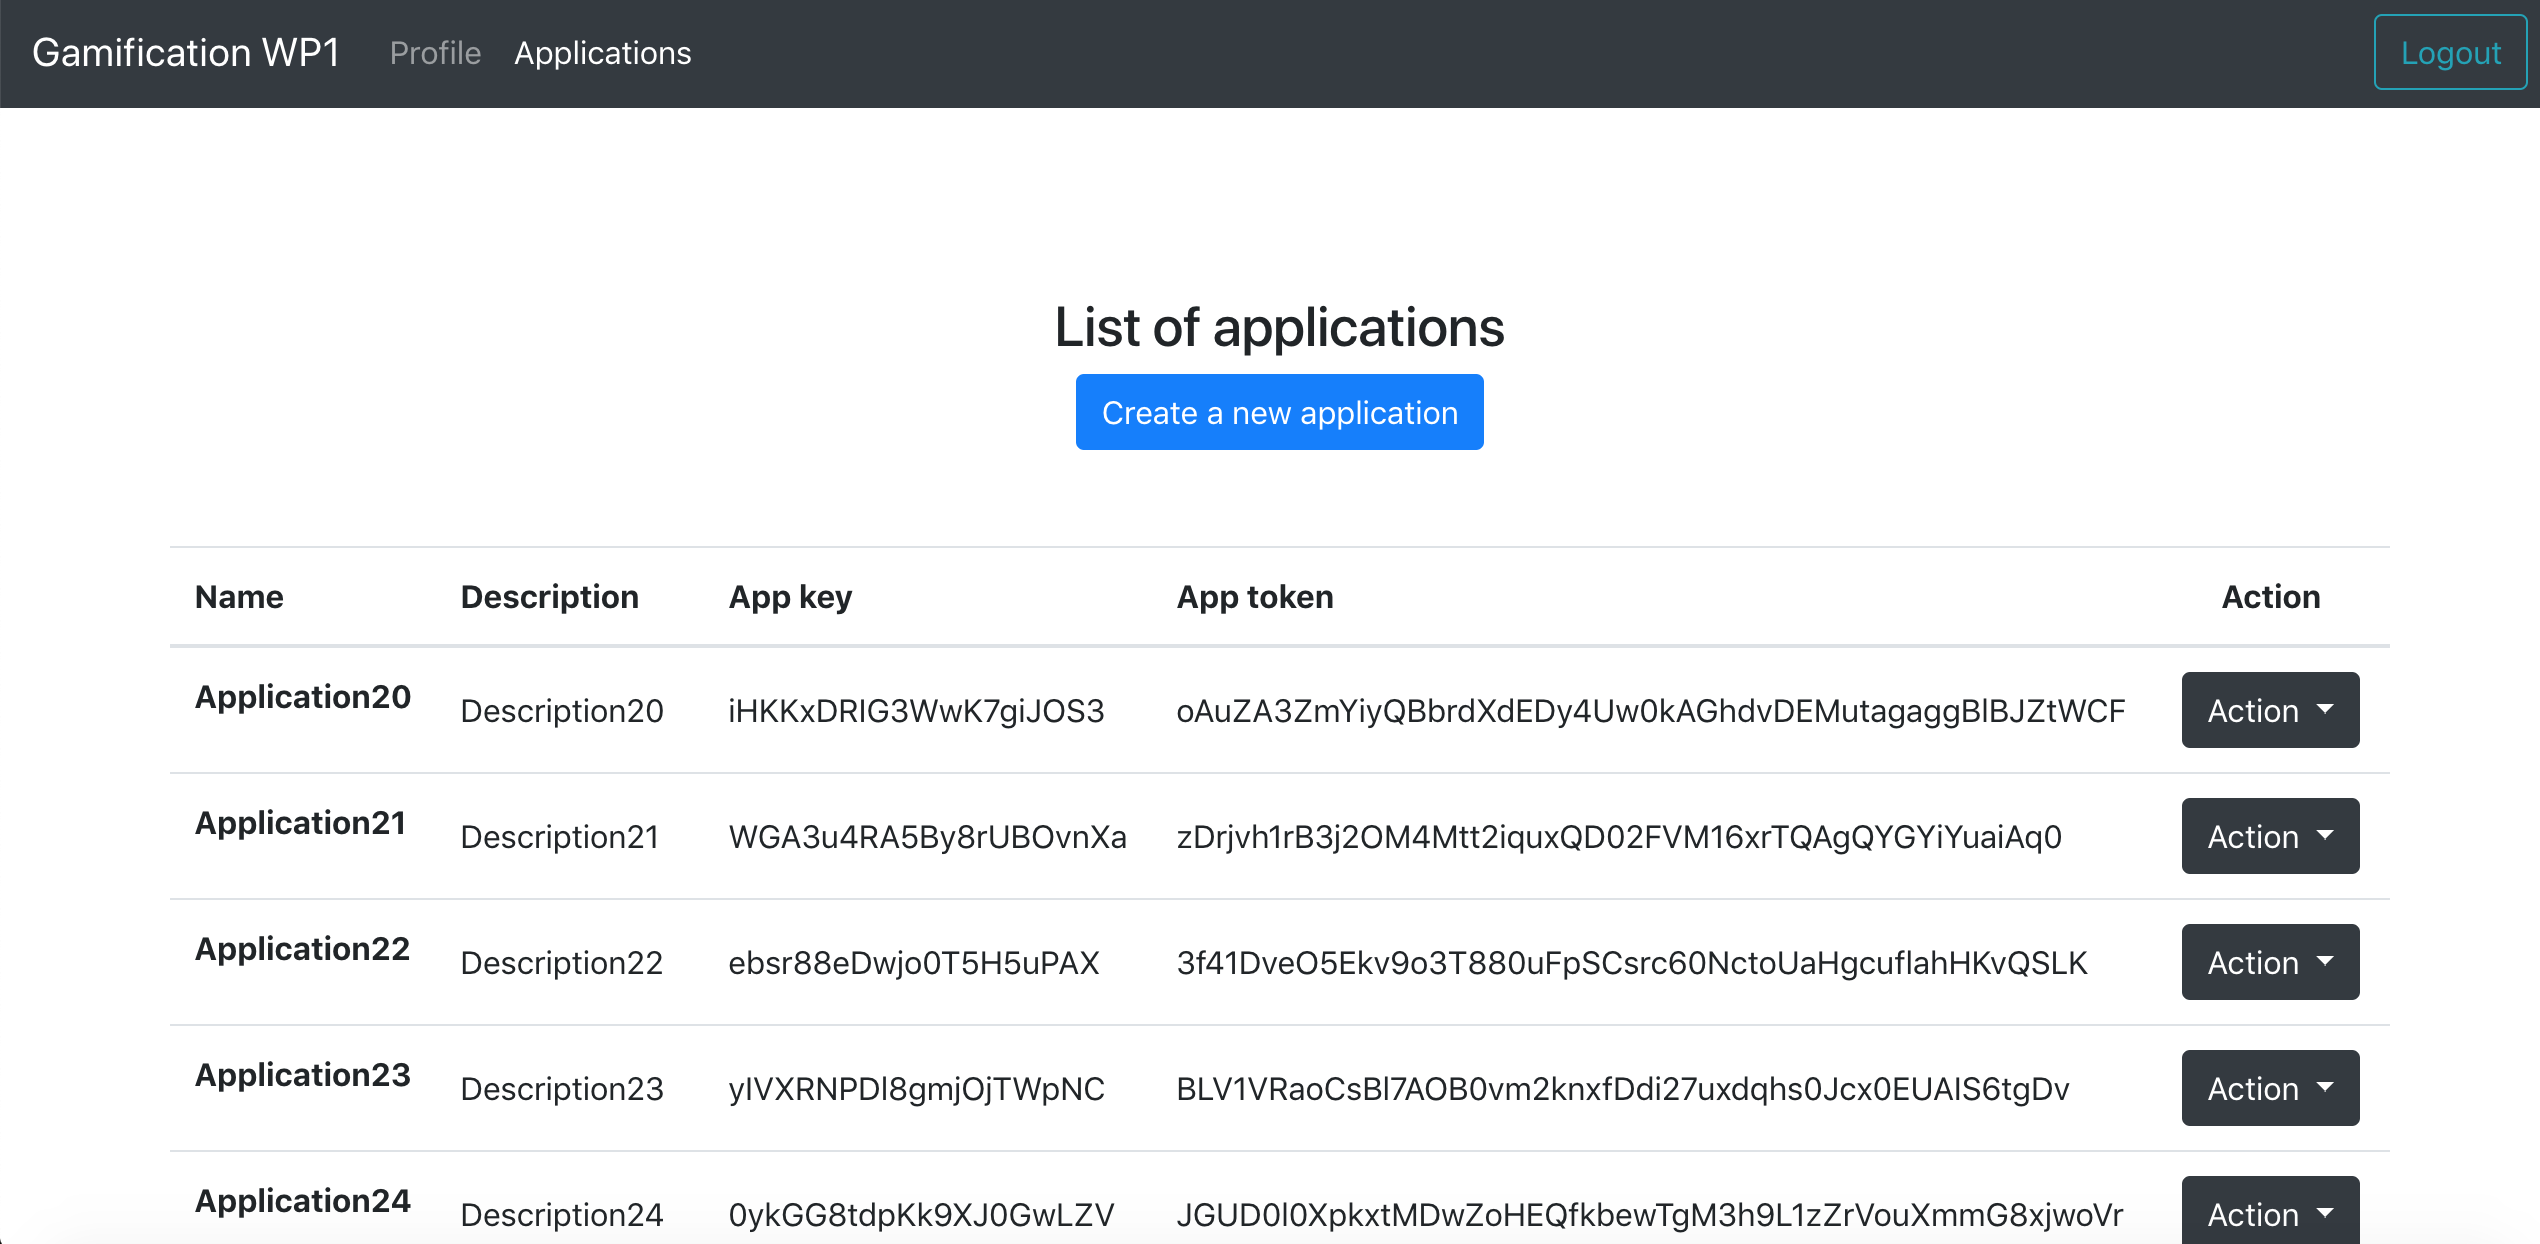 Gamification WP1 Profile Applications Logout
List of applications
Create a new application
Name Description App key App token Action
Application20 Description20 iHKKxDRIG3WwK7giJOS3 oAuZA3ZmYiyQBbrdXdEDy4Uw0kAGhdvDEMutagaggBlBJZtWCF Action
Application21 Description21 WGA3u4RA5By8rUBOvnXa zDrjvh1rB3j2OM4Mtt2iquxQD02FVM16xrTQAgQYGYiYuaiAq0 Action
Application22 Description22 ebsr88eDwjo0T5H5uPAX 3f41DveO5Ekv9o3T880uFpSCsrc60NctoUaHgcuflahHKvQSLK Action
Application23 Description23 yIVXRNPDl8gmjOjTWpNC BLV1VRaoCsBl7AOB0vm2knxfDdi27uxdqhs0Jcx0EUAIS6tgDv Action
Application24 Description24 0ykGG8tdpKk9XJ0GwLZV JGUD0l0XpkxtMDwZoHEQfkbewTgM3h9L1zZrVouXmmG8xjwoVr Action